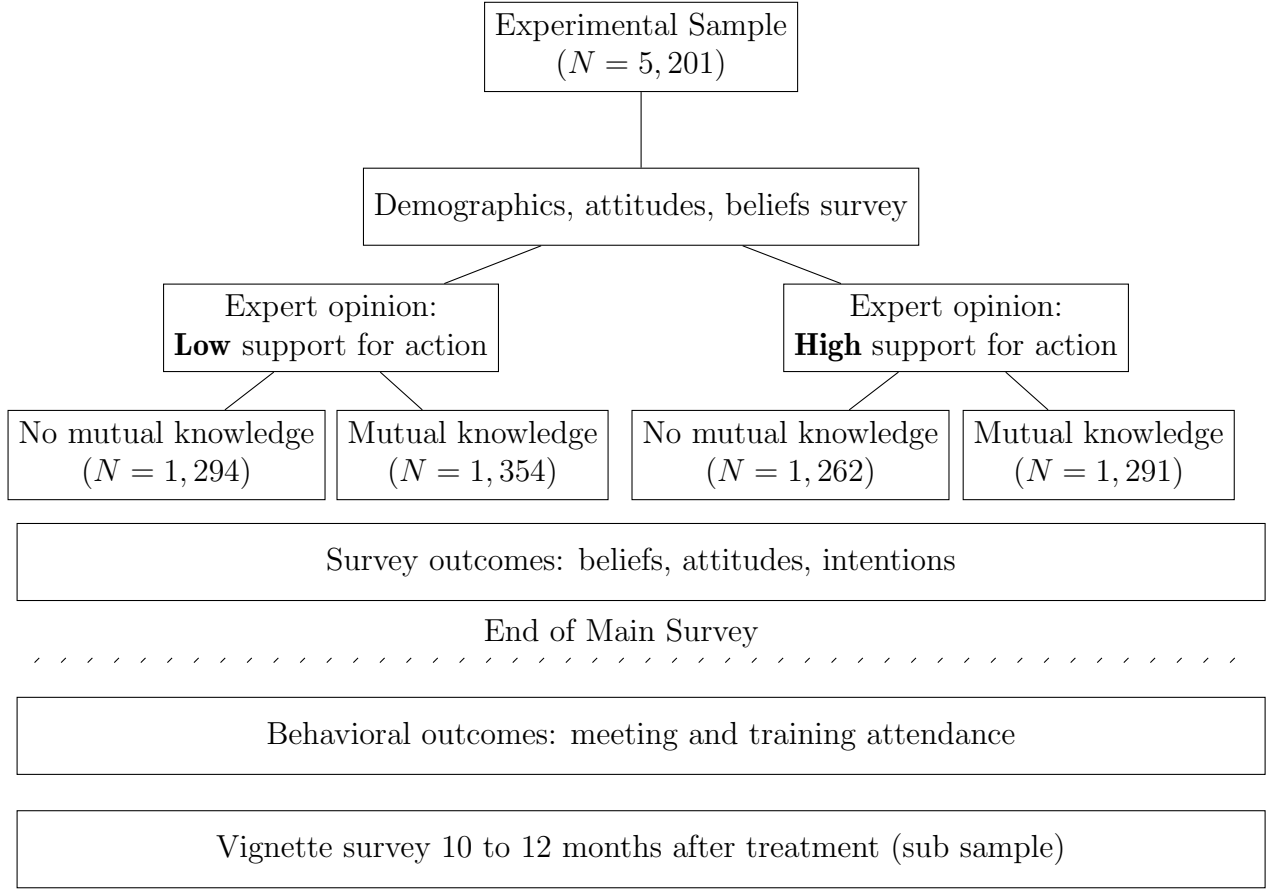 Experimental Sample
(N = 5, 201)
Demographics, attitudes, beliefs survey
Expert opinion:
Low support for action
Expert opinion:
High support for action
No mutual knowledge
(N = 1, 294)
Mutual knowledge
(N = 1, 354)
No mutual knowledge
(N = 1, 262)
Mutual knowledge
(N = 1, 291)
Survey outcomes: beliefs, attitudes, intentions
End of Main Survey
Behavioral outcomes: meeting and training attendance
Vignette survey 10 to 12 months after treatment (sub sample)